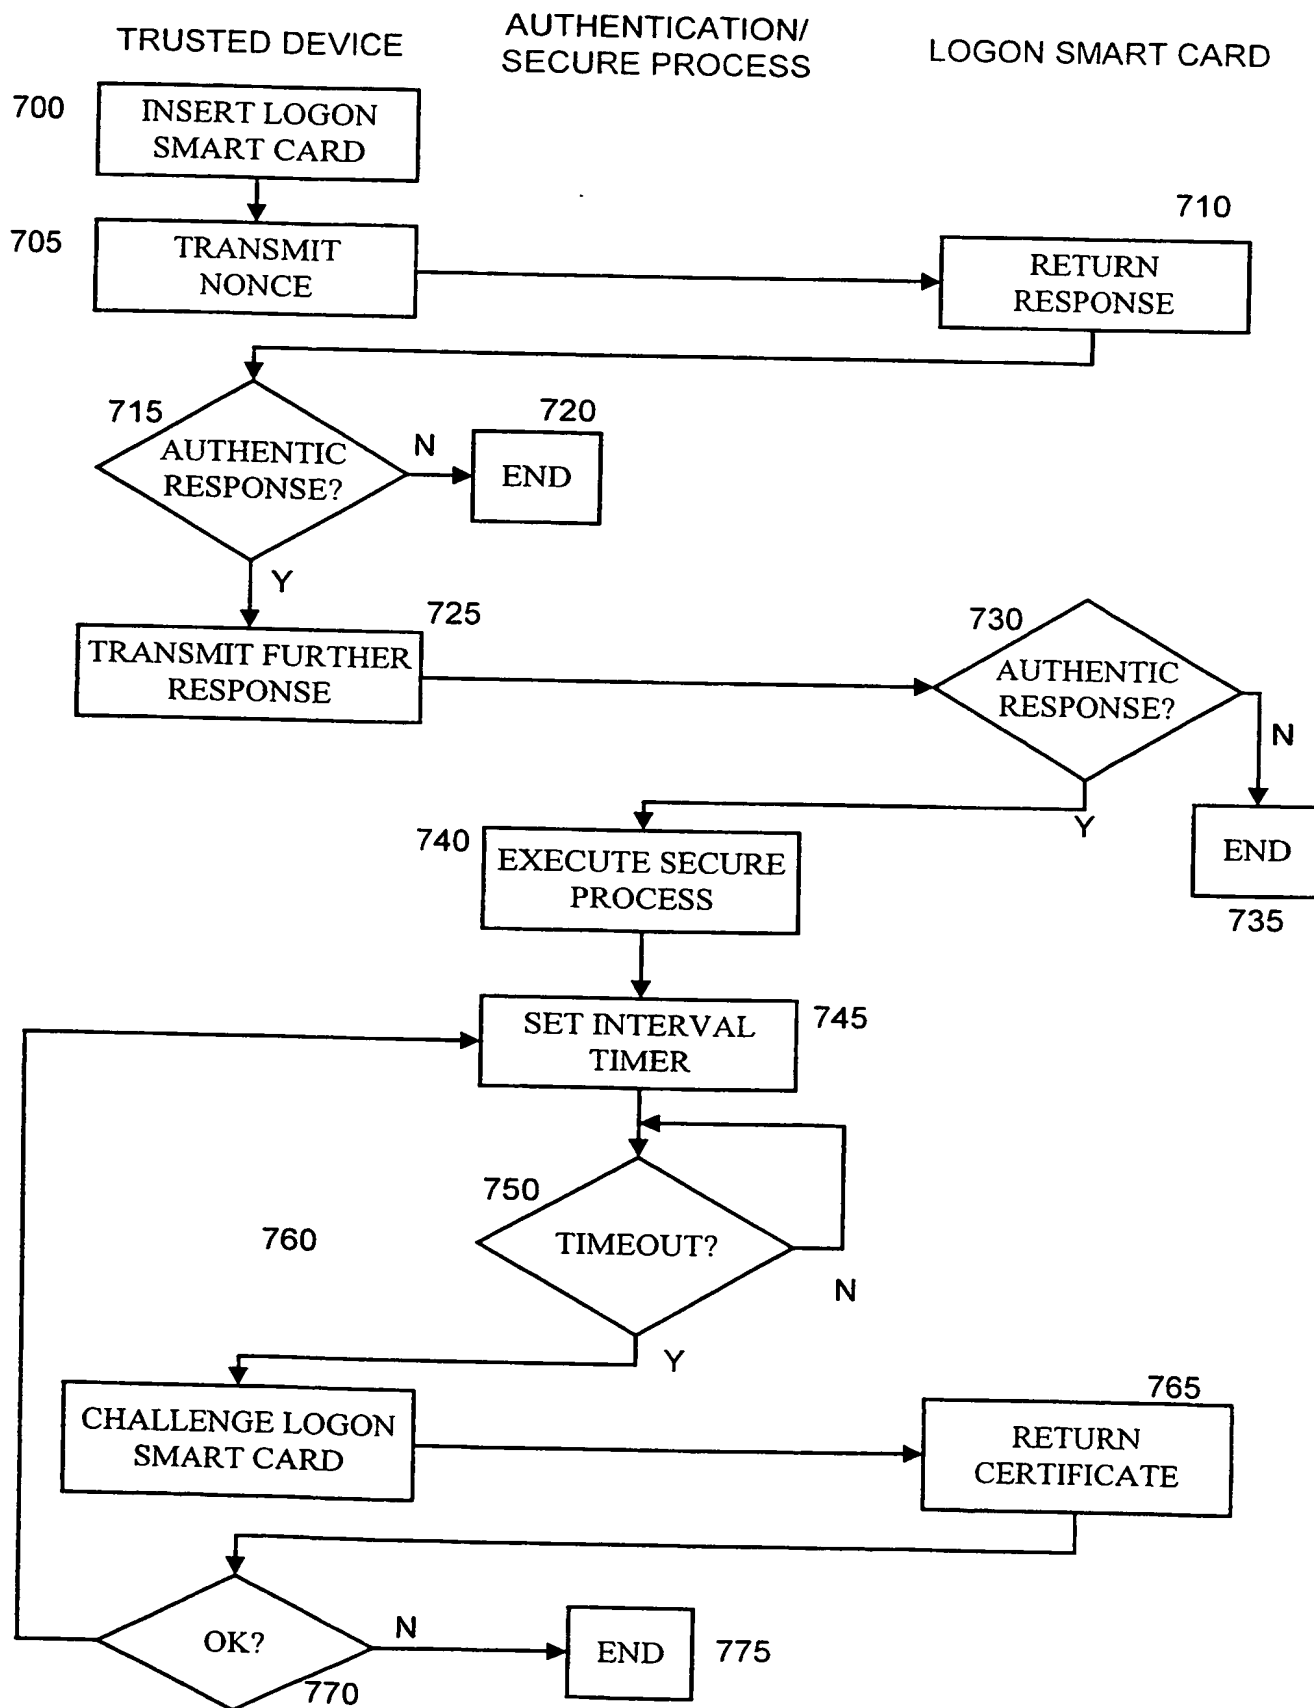 TRUSTED DEVICE
AUTHENTICATION/
SECURE PROCESS
LOGON SMART CARD
700
INSERT LOGON
SMART CARD
705
TRANSMIT
NONCE
710
RETURN
RESPONSE
715
AUTHENTIC
RESPONSE?
N
720
END
Y
725
TRANSMIT FURTHER
RESPONSE
730
AUTHENTIC
RESPONSE?
N
Y
END
735
740
EXECUTE SECURE
PROCESS
SET INTERVAL
TIMER
745
750
TIMEOUT?
N
760
Y
CHALLENGE LOGON
SMART CARD
765
RETURN
CERTIFICATE
OK?
770
N
END
775